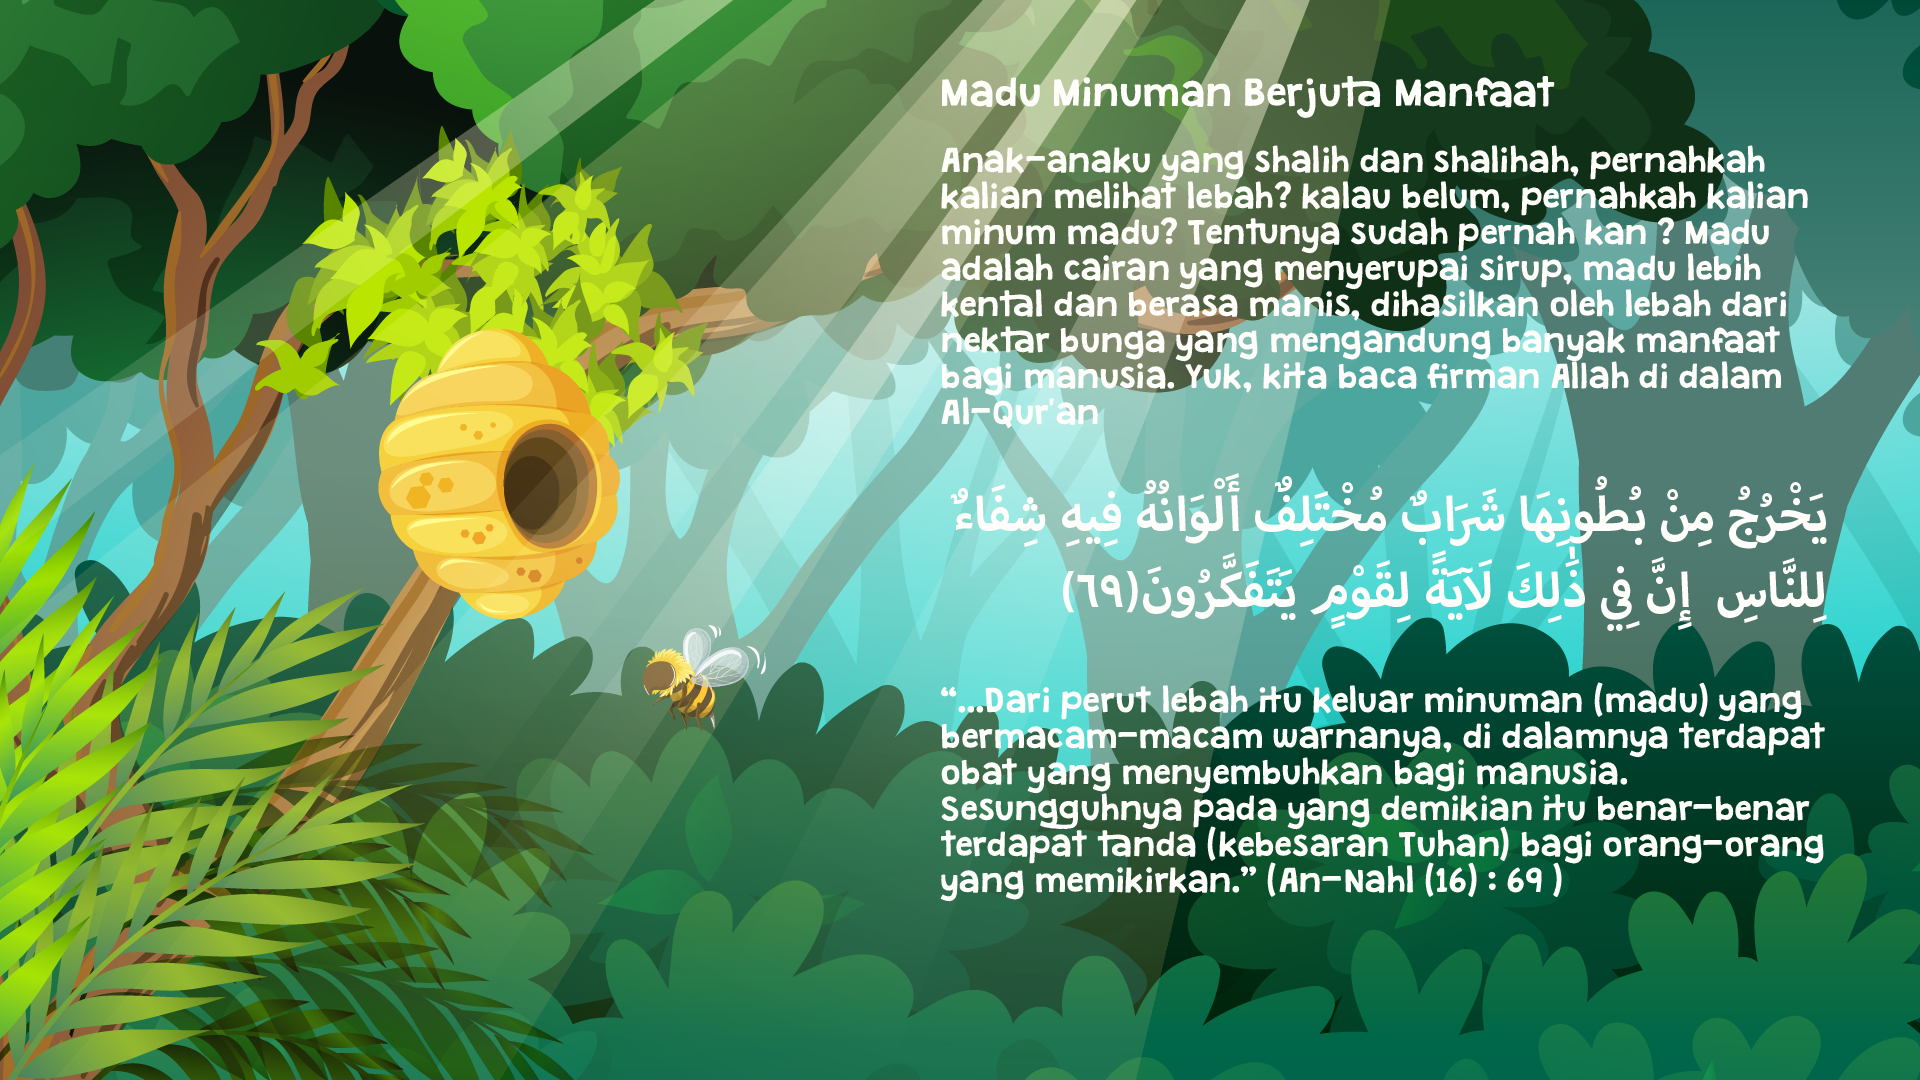 Madu Minuman Berjuta Manfaat
Anak-anaku yang shalih dan shalihah, pernahkah
kalian melihat lebah? kalau belum, pernahkah kalian
minum madu? Tentunya sudah pernah kan ? Madu
adalah cairan yang menyerupai sirup, madu lebih
kental dan berasa manis, dihasilkan oleh lebah dari
nektar bunga yang mengandung banyak manfaat
bagi manusia. Yuk, kita baca firman Allah di dalam
Al-Qur'an
يَخْرُجُ مِنْ بُطُونِهَا شَرَابٌ مُخْتَلِفٌ أَلْوَانُهُ فِيهِ شِفَاءٌ
لِلنَّاسِ إِنَّ فِي ذَٰلِكَ لَآيَةً لِقَوْمٍ يَتَفَكَّرُونَ(٦٩)
“...Dari perut lebah itu keluar minuman (madu) yang
bermacam-macam warnanya, di dalamnya terdapat
obat yang menyembuhkan bagi manusia.
Sesungguhnya pada yang demikian itu benar-benar
terdapat tanda (kebesaran Tuhan) bagi orang-orang
yang memikirkan.” (An-Nahl (16) : 69 )